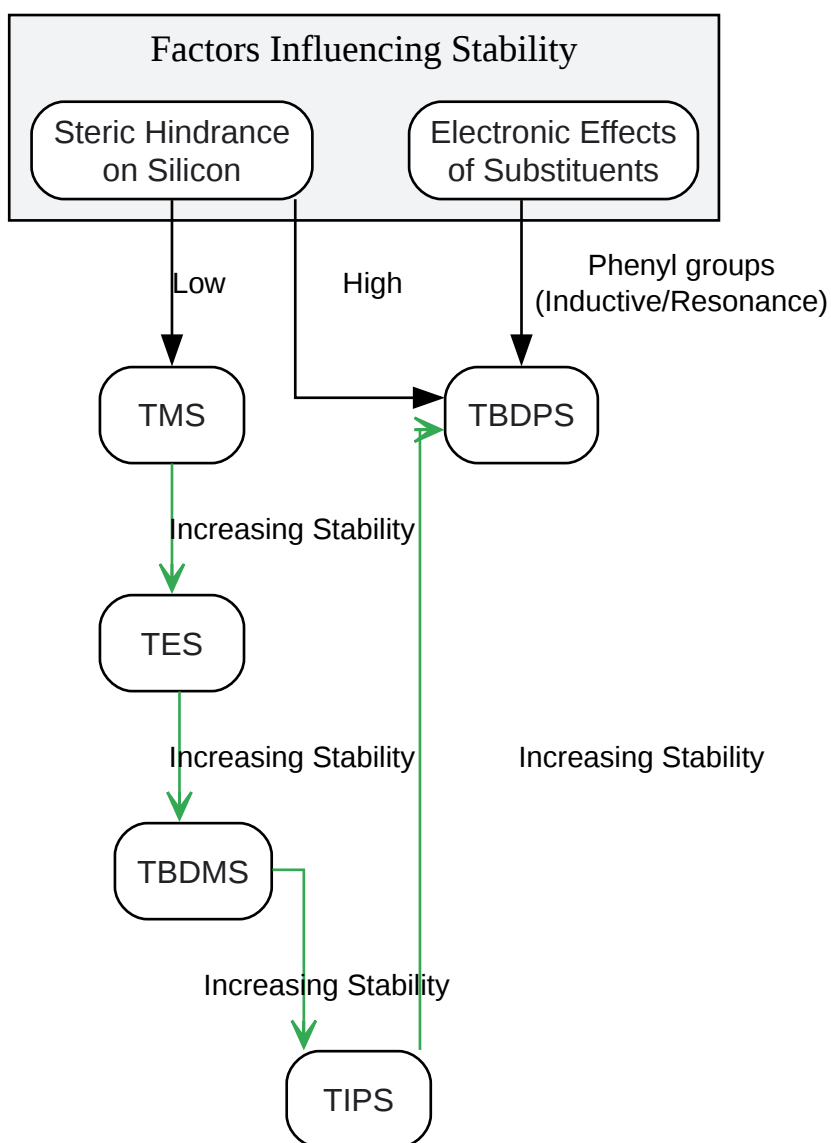 Factors Influencing Stability
Steric Hindrance
on Silicon
Electronic Effects
of Substituents
Low
High
Phenyl groups
(Inductive/Resonance)
TMS
TBDPS
Increasing Stability
TES
Increasing Stability
Increasing Stability
TBDMS
Increasing Stability
TIPS